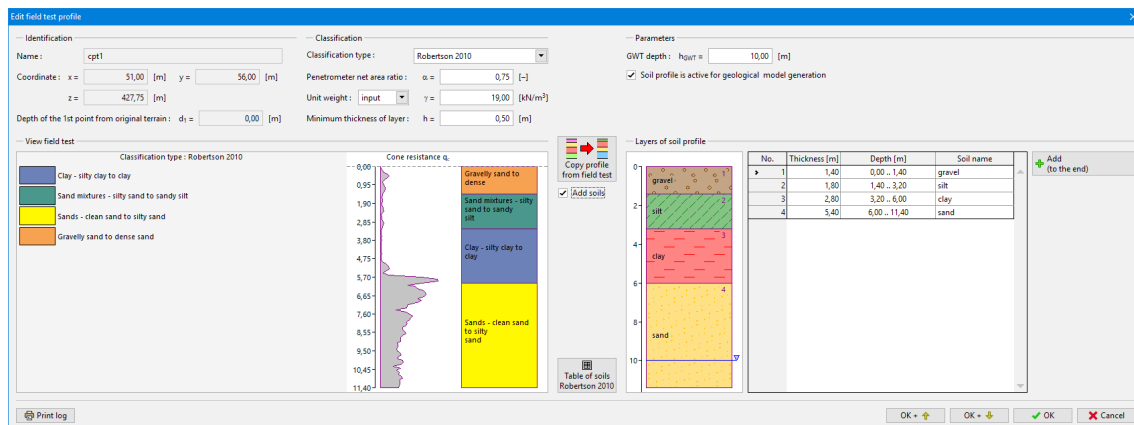 Edit field test profile
Identification
Name : cpt1
Coordinate : x = 51,00 [m] y = 56,00 [m]
z = 427,75 [m]
Depth of the 1st point from original terrain : d1 = 0,00 [m]
Classification
Classification type : Robertson 2010
Penetrometer net area ratio : α = 0,75 [–]
Unit weight : input γ = 19,00 [kN/m³]
Minimum thickness of layer : h = 0,50 [m]
Parameters
GWT depth : hGWT = 10,00 [m]
Soil profile is active for geological model generation
View field test
Classification type : Robertson 2010
Clay - silty clay to clay
Sand mixtures - silty sand to sandy silt
Sands - clean sand to silty sand
Gravelly sand to dense sand
Cone resistance qc
0,00
0,95
1,90
2,85
3,80
4,75
5,70
6,65
7,60
8,55
9,50
10,45
11,40
Gravelly sand to
dense
Sand mixtures - silty
sand to sandy
silt
Clay - silty clay to
clay
Sands - clean sand
to silty
sand
Copy profile
from field test
Add soils
Table of soils
Robertson 2010
Layers of soil profile
0
2
4
6
8
10
gravel 1
silt 2
clay 3
sand 4
No. Thickness [m] Depth [m] Soil name
1 1,40 0,00 .. 1,40 gravel
2 1,80 1,40 .. 3,20 silt
3 2,80 3,20 .. 6,00 clay
4 5,40 6,00 .. 11,40 sand
Add
(to the end)
Print log
OK +
OK +
OK
Cancel